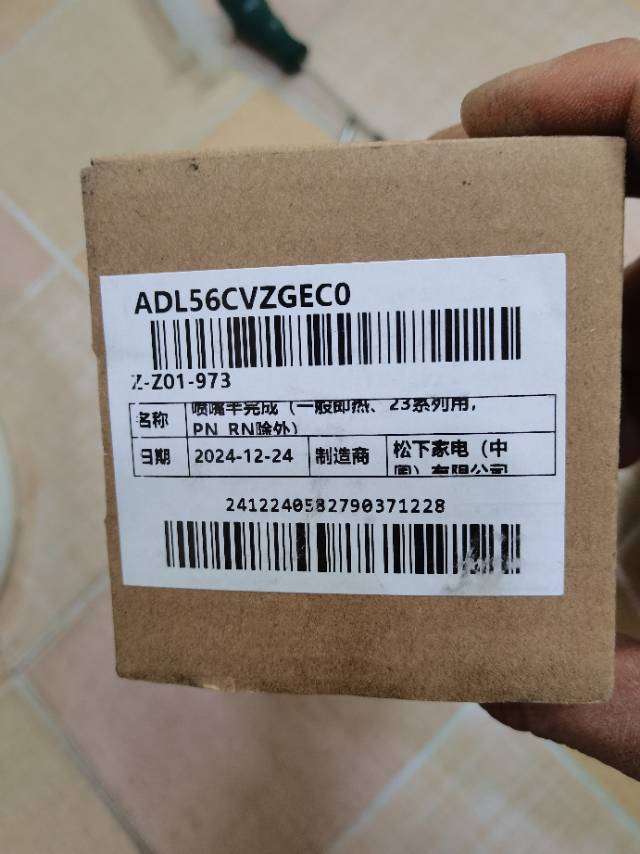 ADL56CVZGEC0
Z-Z01-973
名称
喷嘴半完成（一般即热、23系列用，
PN RN除外）
日期
2024-12-24
制造商
松下家电（中
国）有限公司
2412240582790371228